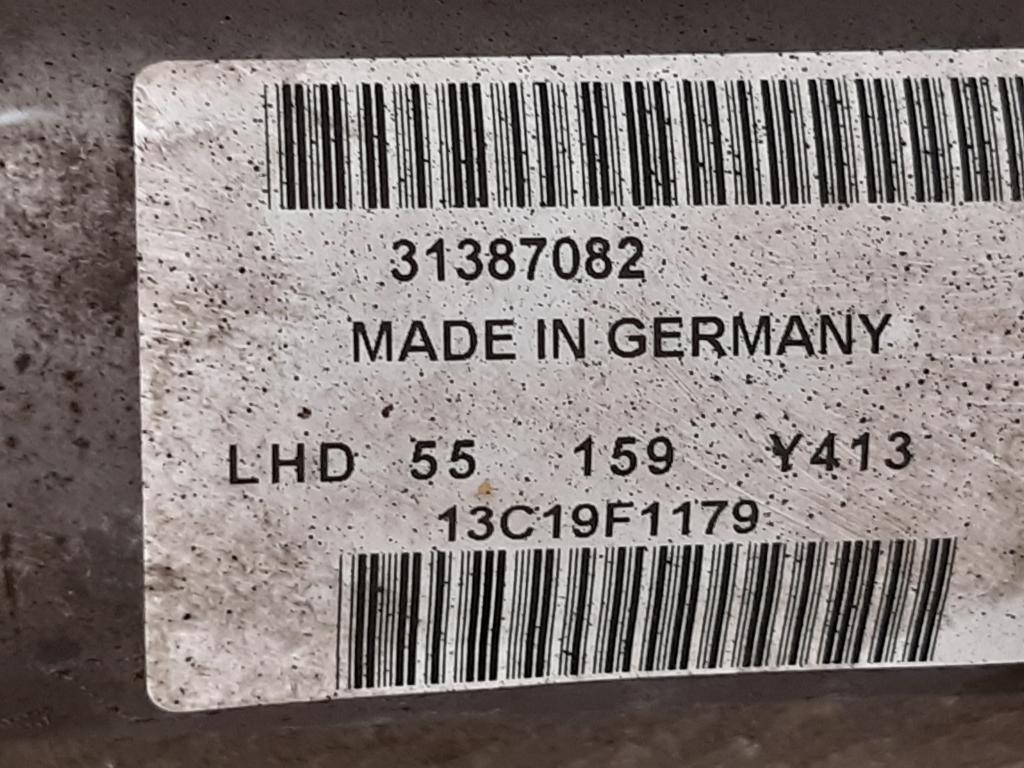 31387082
MADE IN GERMANY
LHD 55 159 Y413
13C19F1179